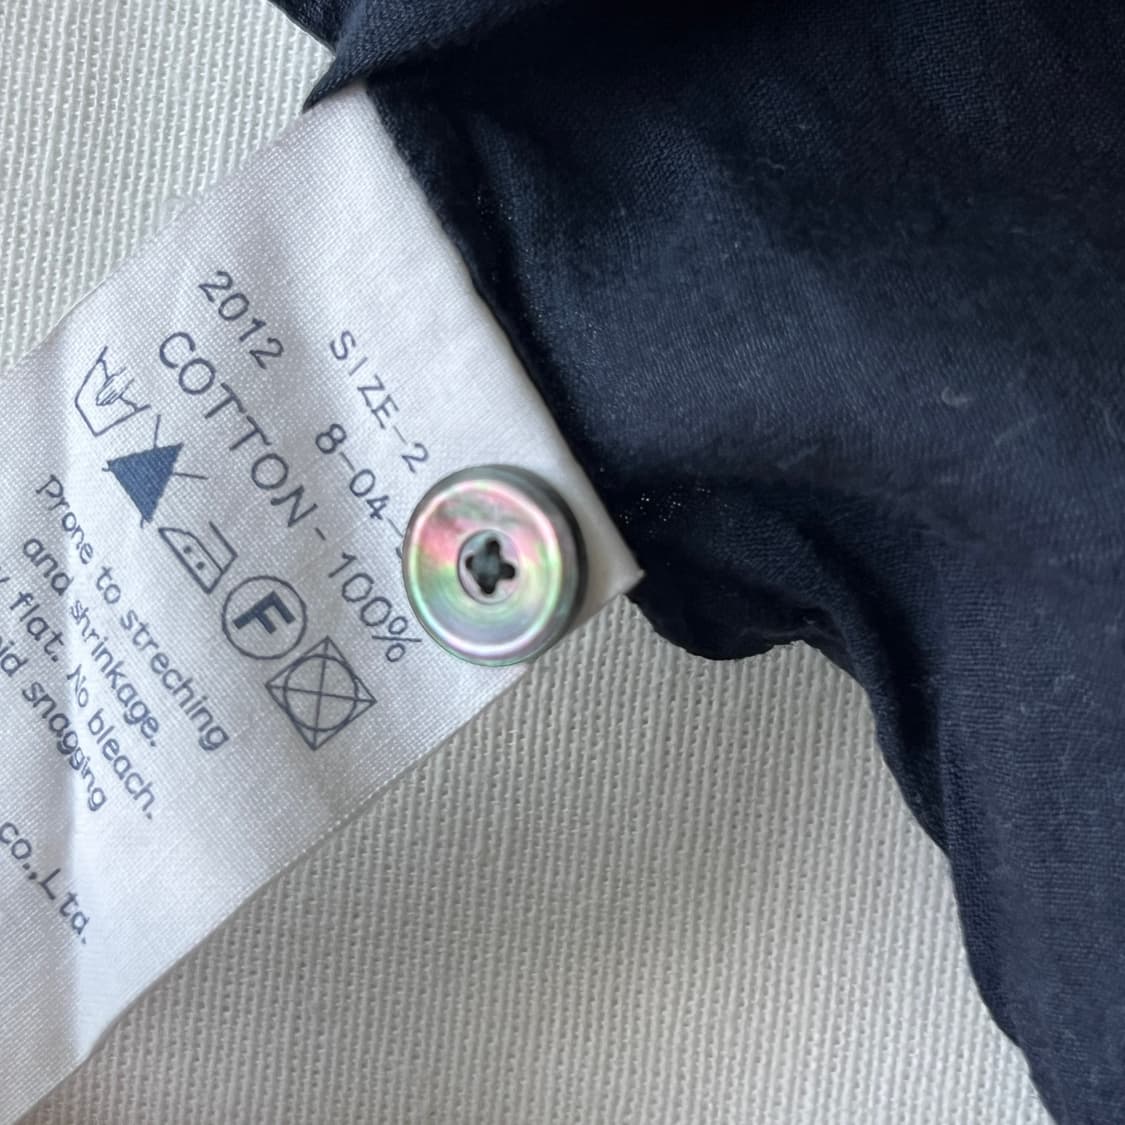 SIZE-2
2012 8-04-
COTTON - 100%
F
Prone to streching
and shrinkage.
flat. No bleach.
snagging
co.,Ltd.